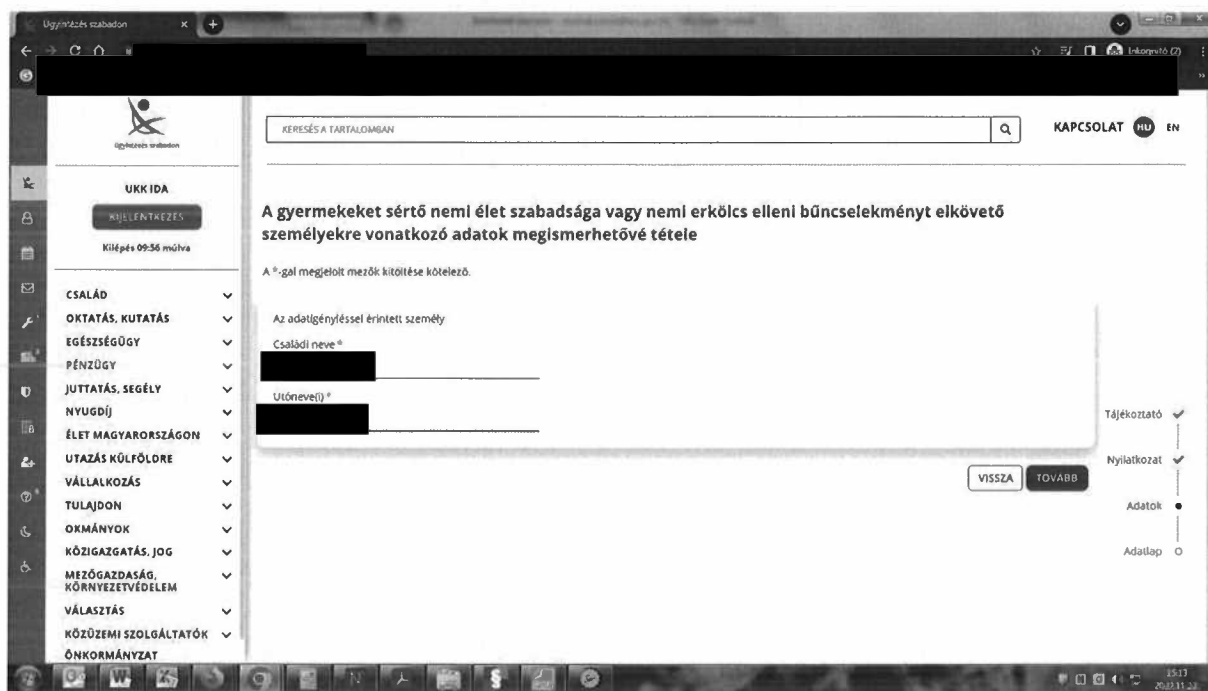 Ügyintézés szabadon
Inkognitó (2)
Ügyintézés szabadon
KERESÉS A TARTALOMBAN
KAPCSOLAT HU EN
UKK IDA
KIJELENTKEZÉS
Kilépés 09:56 múlva
A gyermekeket sértő nemi élet szabadsága vagy nemi erkölcs elleni bűncselekményt elkövető
személyekre vonatkozó adatok megismerhetővé tétele
A *-gal megjelölt mezők kitöltése kötelező.
CSALÁD
OKTATÁS, KUTATÁS
EGÉSZSÉGÜGY
PÉNZÜGY
JUTTATÁS, SEGÉLY
NYUGDÍJ
ÉLET MAGYARORSZÁGON
UTAZÁS KÜLFÖLDRE
VÁLLALKOZÁS
TULAJDON
OKMÁNYOK
KÖZIGAZGATÁS, JOG
MEZŐGAZDASÁG,
KÖRNYEZETVÉDELEM
VÁLASZTÁS
KÖZÜZEMI SZOLGÁLTATÓK
ÖNKORMÁNYZAT
Az adatigényléssel érintett személy
Családi neve *
Utóneve(i) *
VISSZA TOVÁBB
Tájékoztató
Nyilatkozat
Adatok
Adatlap
15:13